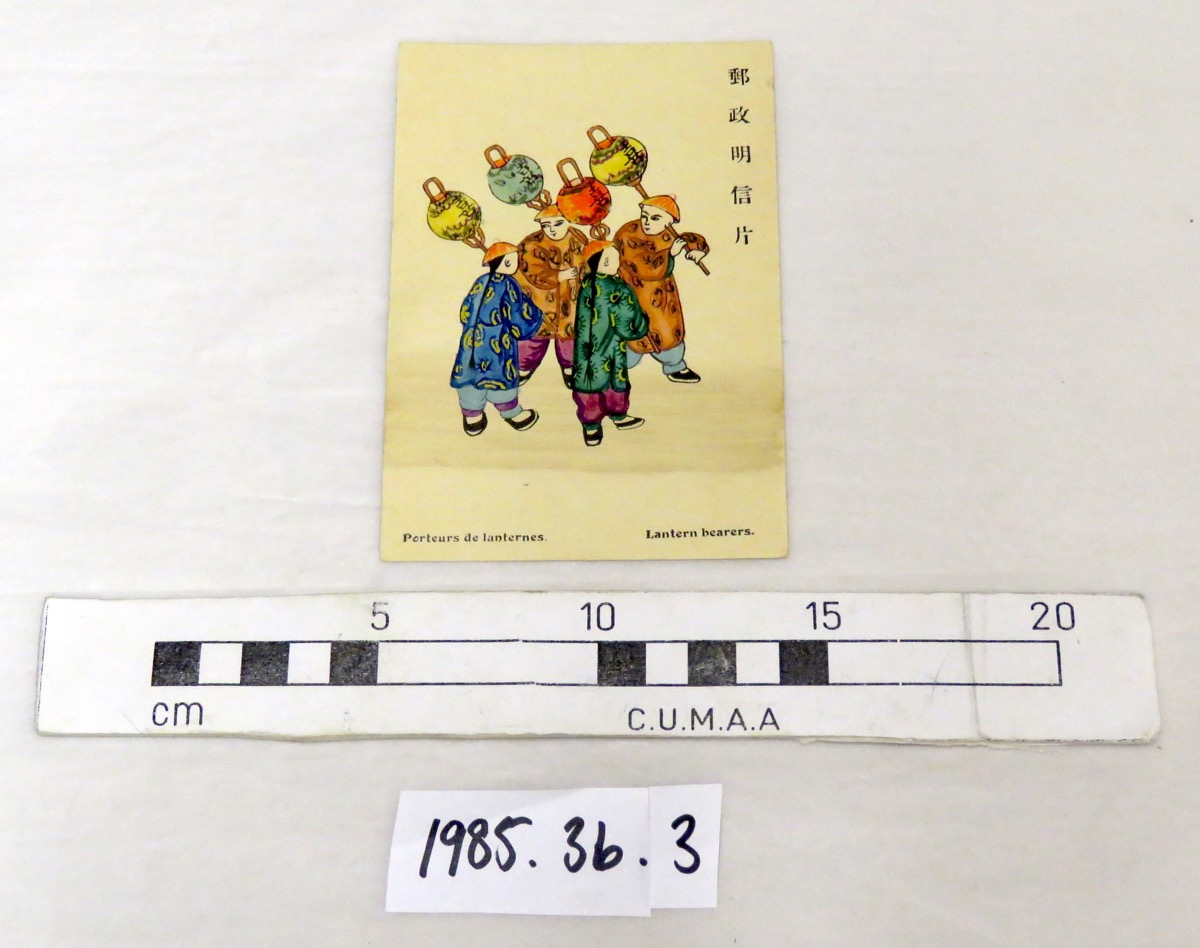 郵政明信片
Porteurs de lanternes.
Lantern bearers.
5 10 15 20
cm
C.U.M.A.A
1985.36.3